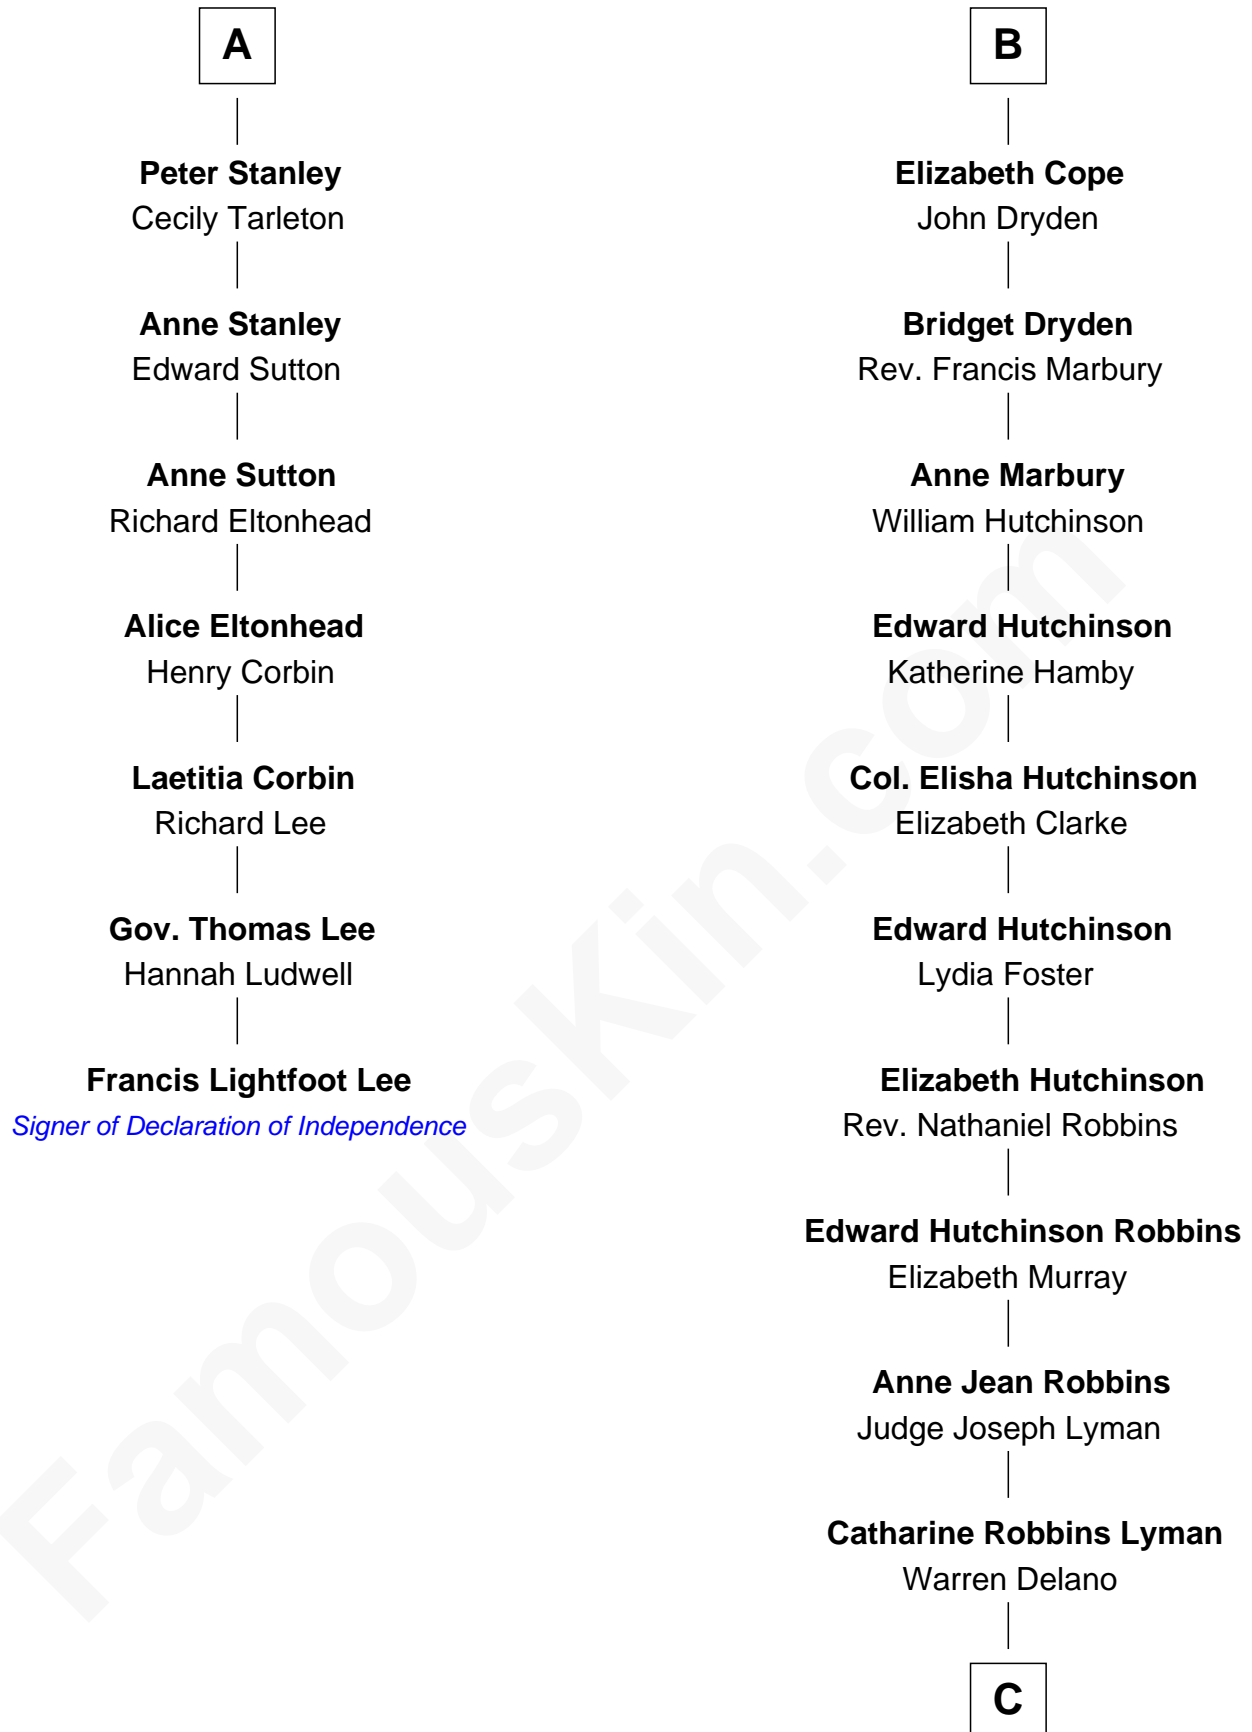 A
Peter Stanley
Cecily Tarleton
Anne Stanley
Edward Sutton
Anne Sutton
Richard Eltonhead
Alice Eltonhead
Henry Corbin
Laetitia Corbin
Richard Lee
Gov. Thomas Lee
Hannah Ludwell
Francis Lightfoot Lee
Signer of Declaration of Independence
B
Elizabeth Cope
John Dryden
Bridget Dryden
Rev. Francis Marbury
Anne Marbury
William Hutchinson
Edward Hutchinson
Katherine Hamby
Col. Elisha Hutchinson
Elizabeth Clarke
Edward Hutchinson
Lydia Foster
Elizabeth Hutchinson
Rev. Nathaniel Robbins
Edward Hutchinson Robbins
Elizabeth Murray
Anne Jean Robbins
Judge Joseph Lyman
Catharine Robbins Lyman
Warren Delano
C
FamousKin.com